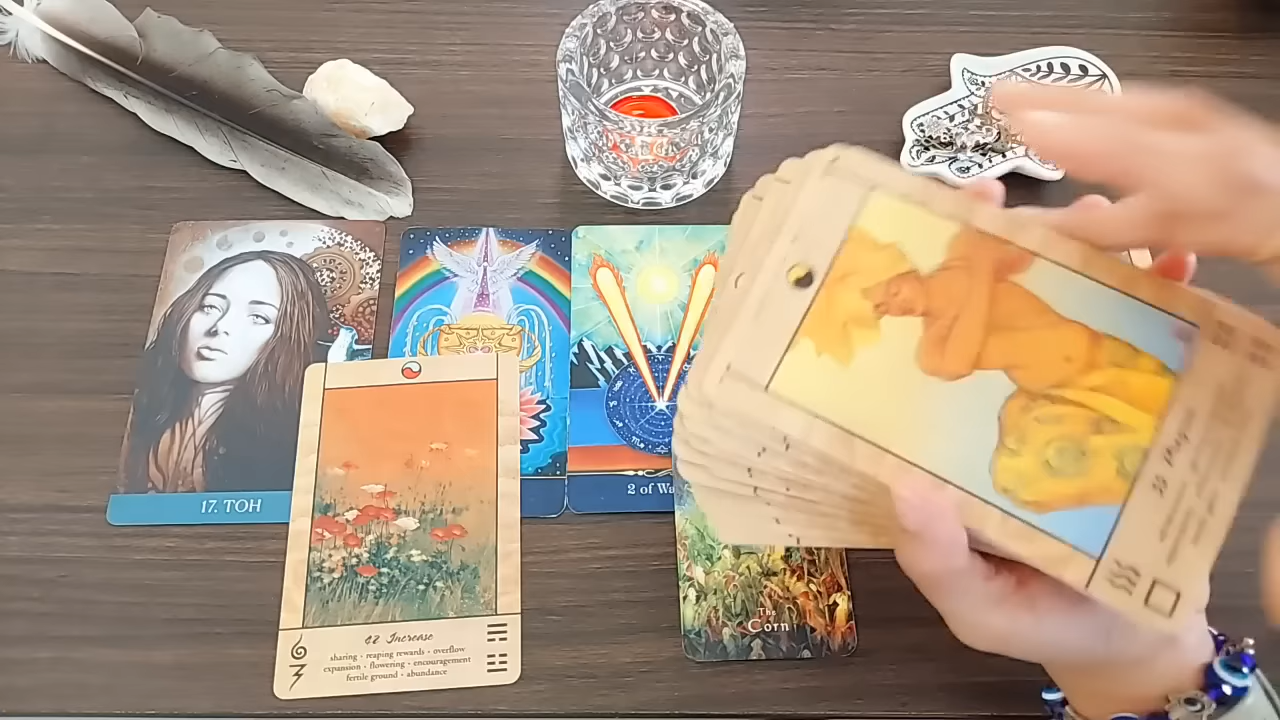 17. TOH
2 of Wa
The
Corn
42 Increase
sharing • reaping rewards • overflow
expansion • flowering • encouragement
fertile ground • abundance